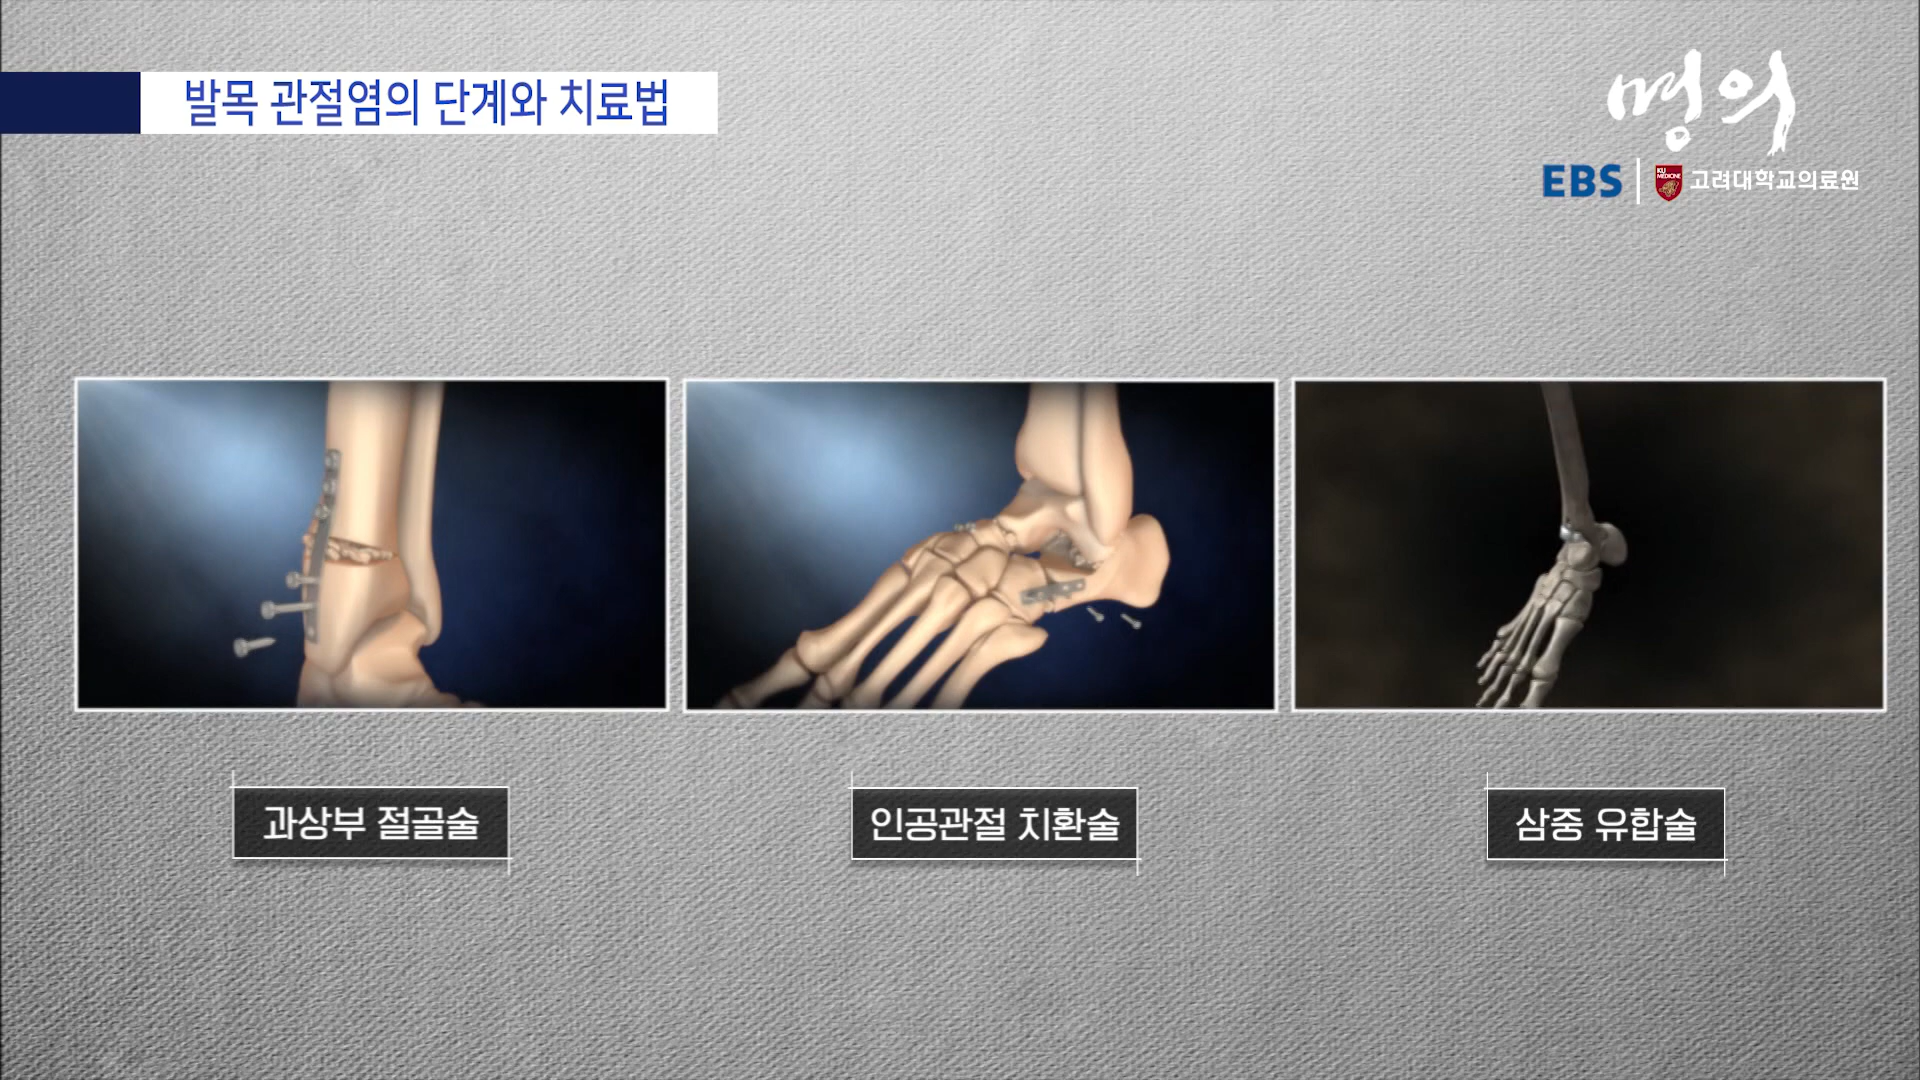 발목 관절염의 단계와 치료법
명의
EBS
KU MEDICINE
고려대학교의료원
과상부 절골술
인공관절 치환술
삼중 유합술